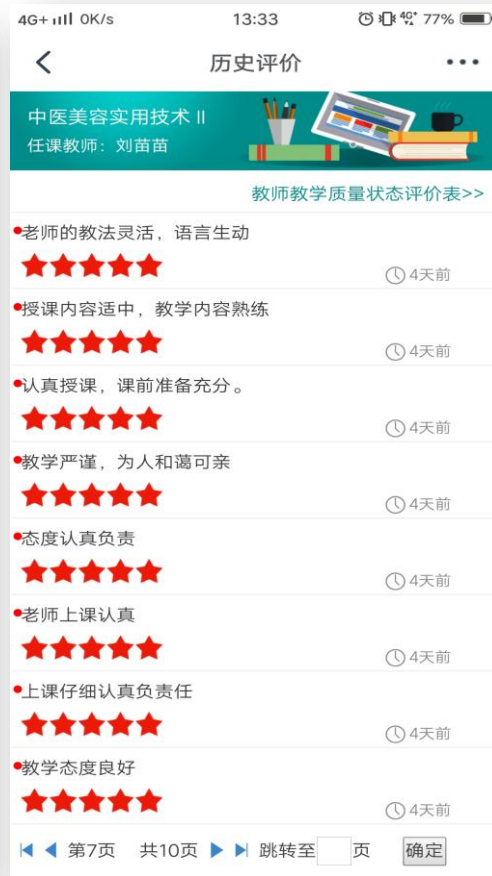 4G+ 0K/s 13:33 4G+ 77%
历史评价
中医美容实用技术 II
任课教师：刘苗苗
教师教学质量状态评价表>>
老师的教法灵活，语言生动
4天前
授课内容适中，教学内容熟练
4天前
认真授课，课前准备充分。
4天前
教学严谨，为人和蔼可亲
4天前
态度认真负责
4天前
老师上课认真
4天前
上课仔细认真负责任
4天前
教学态度良好
4天前
第7页 共10页 跳转至 页 确定